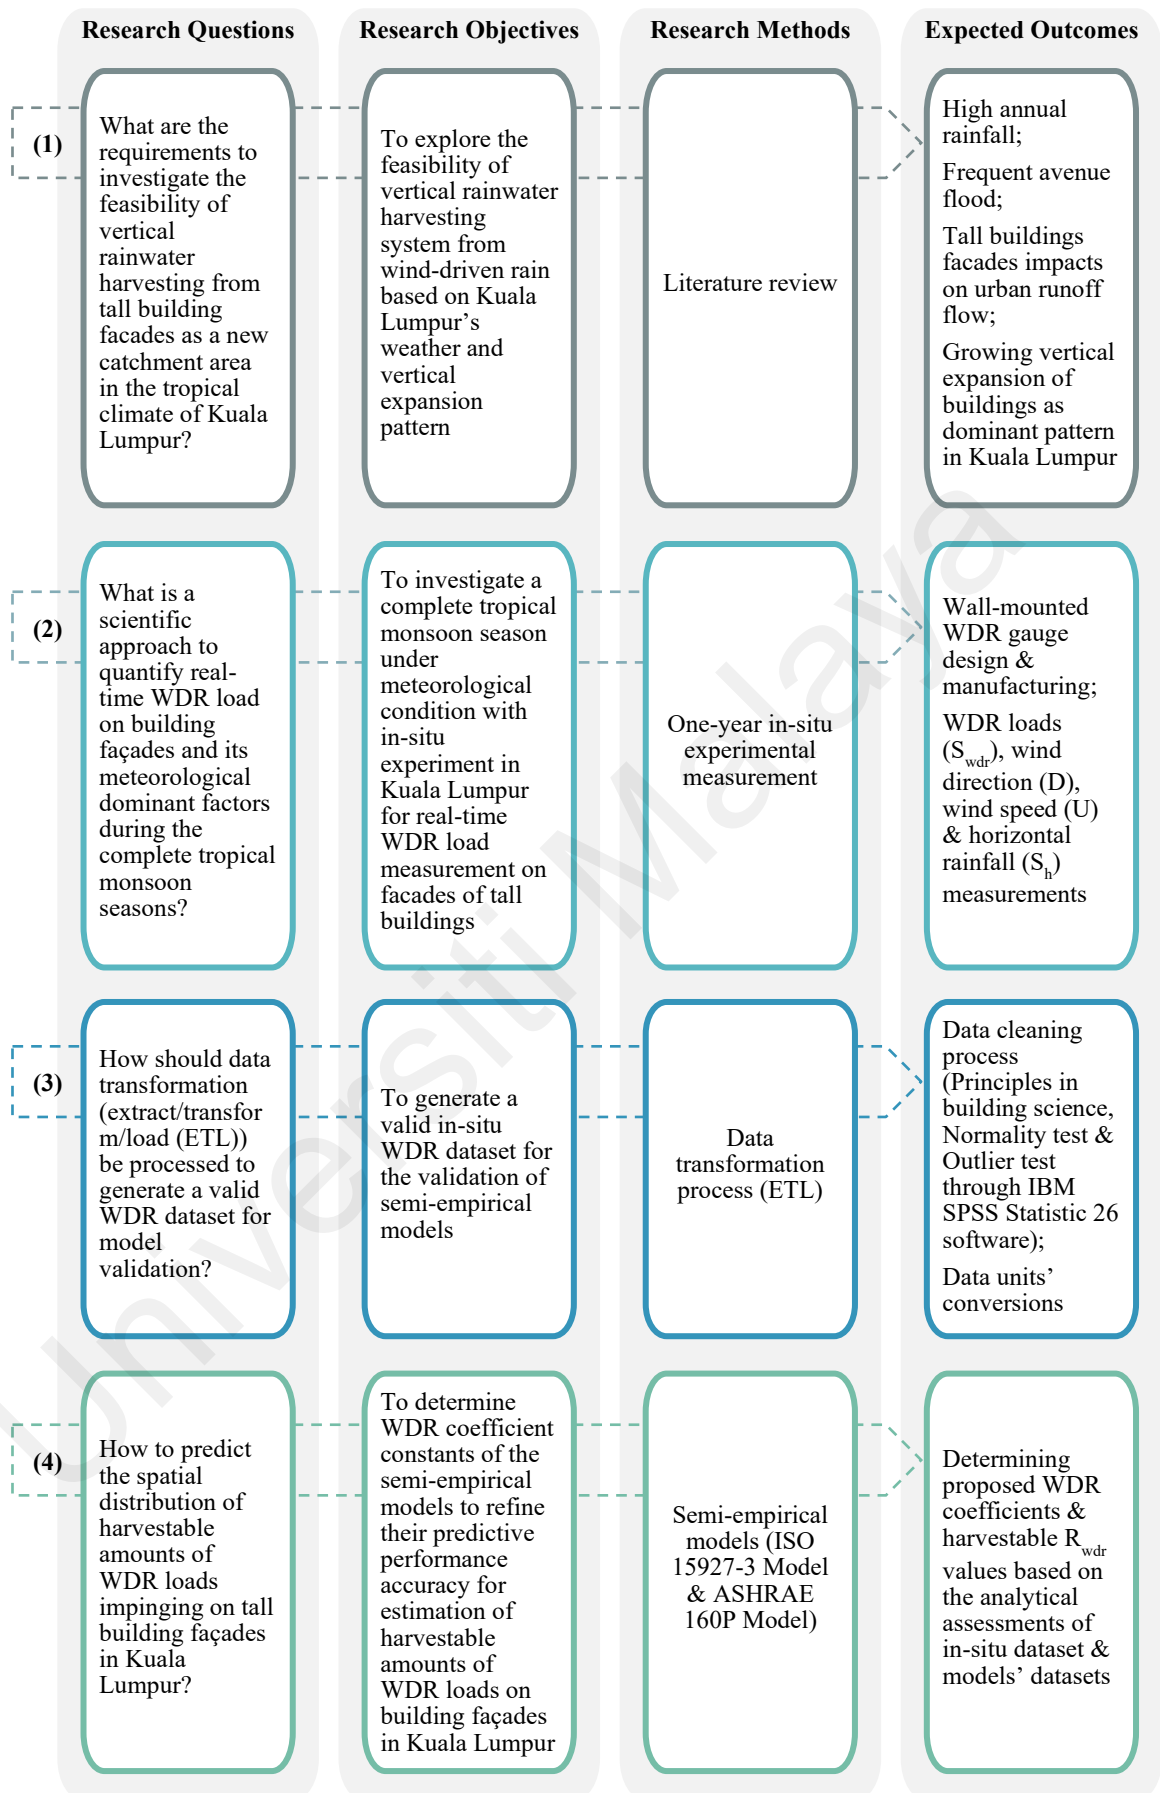 Research Questions
Research Objectives
Research Methods
Expected Outcomes
(1)
What are the
requirements to
investigate the
feasibility of
vertical
rainwater
harvesting from
tall building
facades as a new
catchment area
in the tropical
climate of Kuala
Lumpur?
To explore the
feasibility of
vertical rainwater
harvesting
system from
wind-driven rain
based on Kuala
Lumpur’s
weather and
vertical
expansion
pattern
Literature review
High annual
rainfall;
Frequent avenue
flood;
Tall buildings
facades impacts
on urban runoff
flow;
Growing vertical
expansion of
buildings as
dominant pattern
in Kuala Lumpur
(2)
What is a
scientific
approach to
quantify real-
time WDR load
on building
façades and its
meteorological
dominant factors
during the
complete tropical
monsoon
seasons?
To investigate a
complete tropical
monsoon season
under
meteorological
condition with
in-situ
experiment in
Kuala Lumpur
for real-time
WDR load
measurement on
facades of tall
buildings
One-year in-situ
experimental
measurement
Wall-mounted
WDR gauge
design &
manufacturing;
WDR loads
(Swdr), wind
direction (D),
wind speed (U)
& horizontal
rainfall (Sh)
measurements
(3)
How should data
transformation
(extract/transfor
m/load (ETL))
be processed to
generate a valid
WDR dataset for
model
validation?
To generate a
valid in-situ
WDR dataset for
the validation of
semi-empirical
models
Data
transformation
process (ETL)
Data cleaning
process
(Principles in
building science,
Normality test &
Outlier test
through IBM
SPSS Statistic 26
software);
Data units’
conversions
(4)
How to predict
the spatial
distribution of
harvestable
amounts of
WDR loads
impinging on tall
building façades
in Kuala
Lumpur?
To determine
WDR coefficient
constants of the
semi-empirical
models to refine
their predictive
performance
accuracy for
estimation of
harvestable
amounts of
WDR loads on
building façades
in Kuala Lumpur
Semi-empirical
models (ISO
15927-3 Model
& ASHRAE
160P Model)
Determining
proposed WDR
coefficients &
harvestable Rwdr
values based on
the analytical
assessments of
in-situ dataset &
models’ datasets
Universiti Malaya